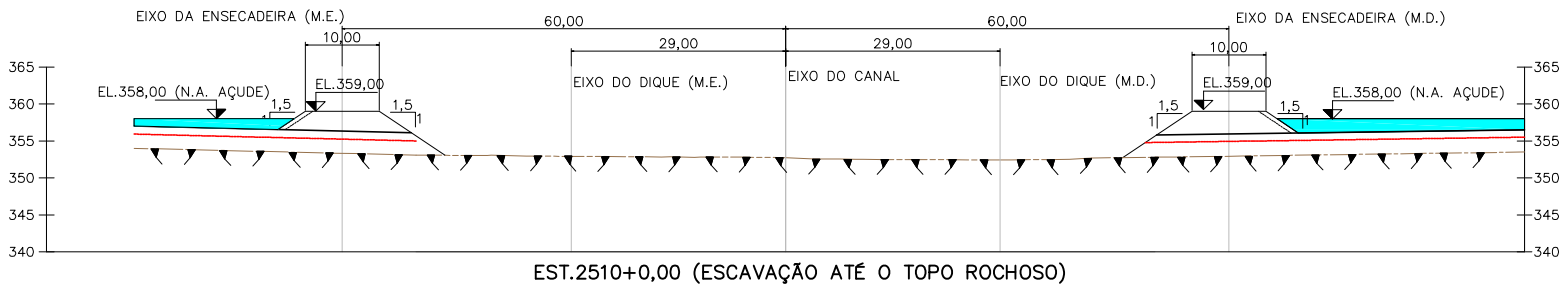 EIXO DA ENSECADEIRA (M.E.)
60,00
60,00
EIXO DA ENSECADEIRA (M.D.)
10,00
29,00
29,00
10,00
365
EL.358,00 (N.A. AÇUDE)
EL.359,00
EIXO DO DIQUE (M.E.)
EIXO DO CANAL
EIXO DO DIQUE (M.D.)
EL.359,00
EL.358,00 (N.A. AÇUDE)
365
360
1,5
1
1,5
1
1,5
1
1,5
1
360
355
355
350
350
345
345
340
340
EST.2510+0,00 (ESCAVAÇÃO ATÉ O TOPO ROCHOSO)